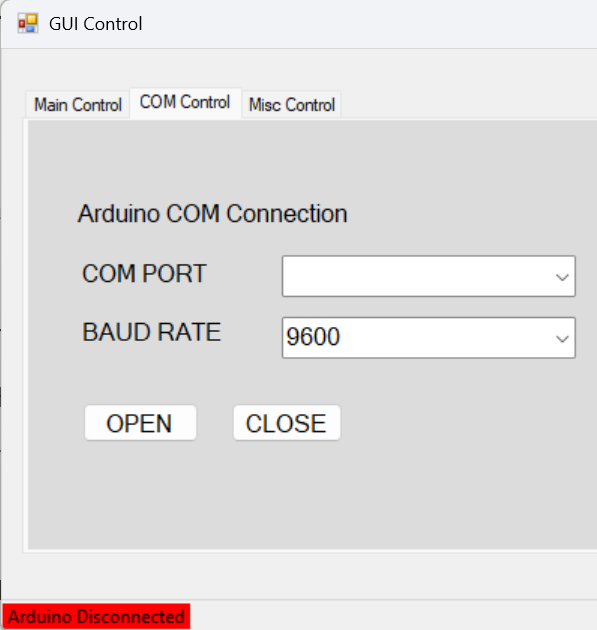 GUI Control
Main Control COM Control Misc Control
Arduino COM Connection
COM PORT
BAUD RATE 9600
OPEN CLOSE
Arduino Disconnected